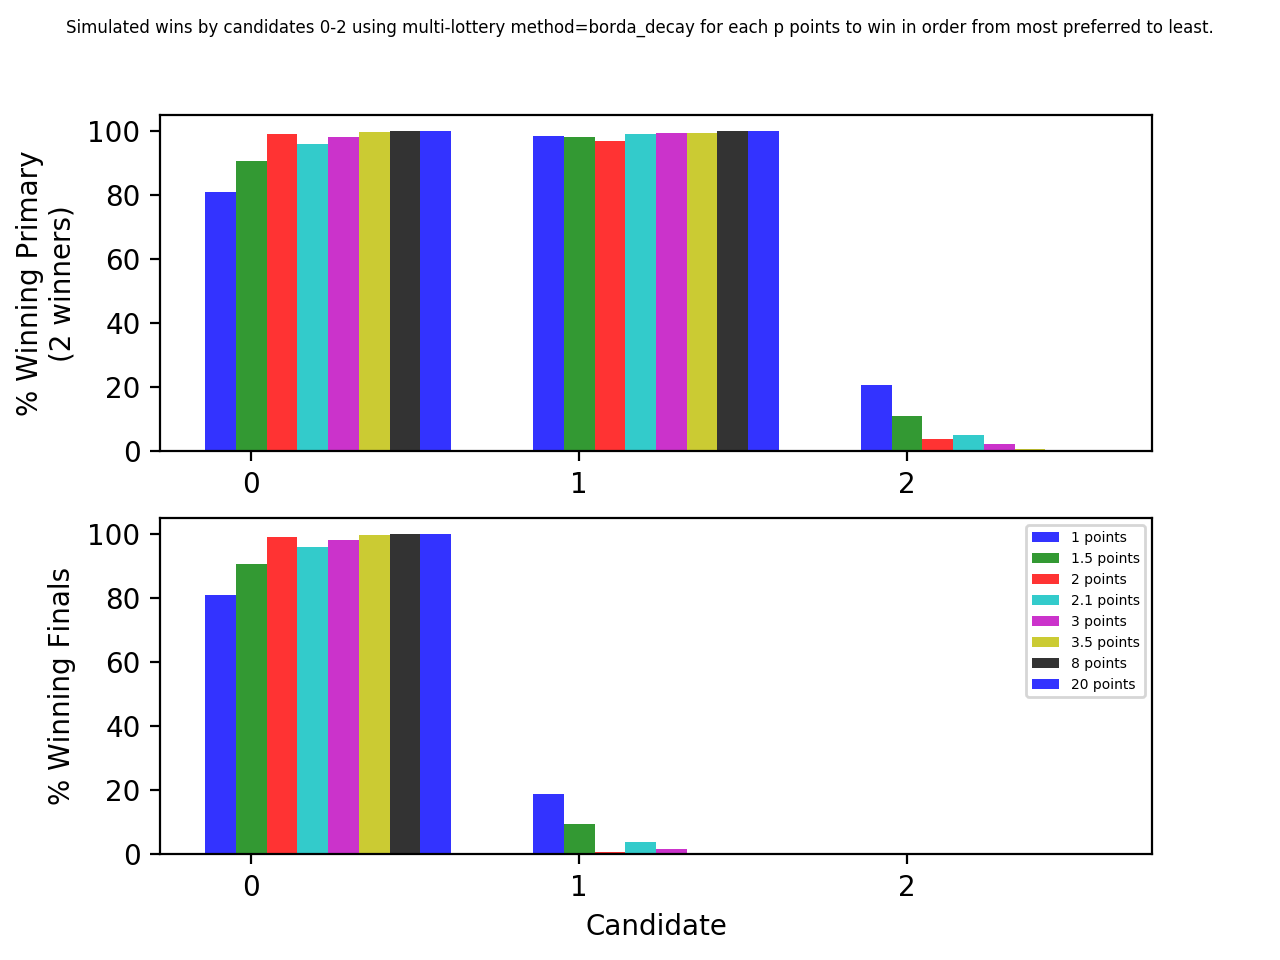 Simulated wins by candidates 0-2 using multi-lottery method=borda_decay for each p points to win in order from most preferred to least.
% Winning Primary
(2 winners)
100
80
60
40
20
0
0 1 2
% Winning Finals
100
80
60
40
20
0
1 points
1.5 points
2 points
2.1 points
3 points
3.5 points
8 points
20 points
0 1 2
Candidate